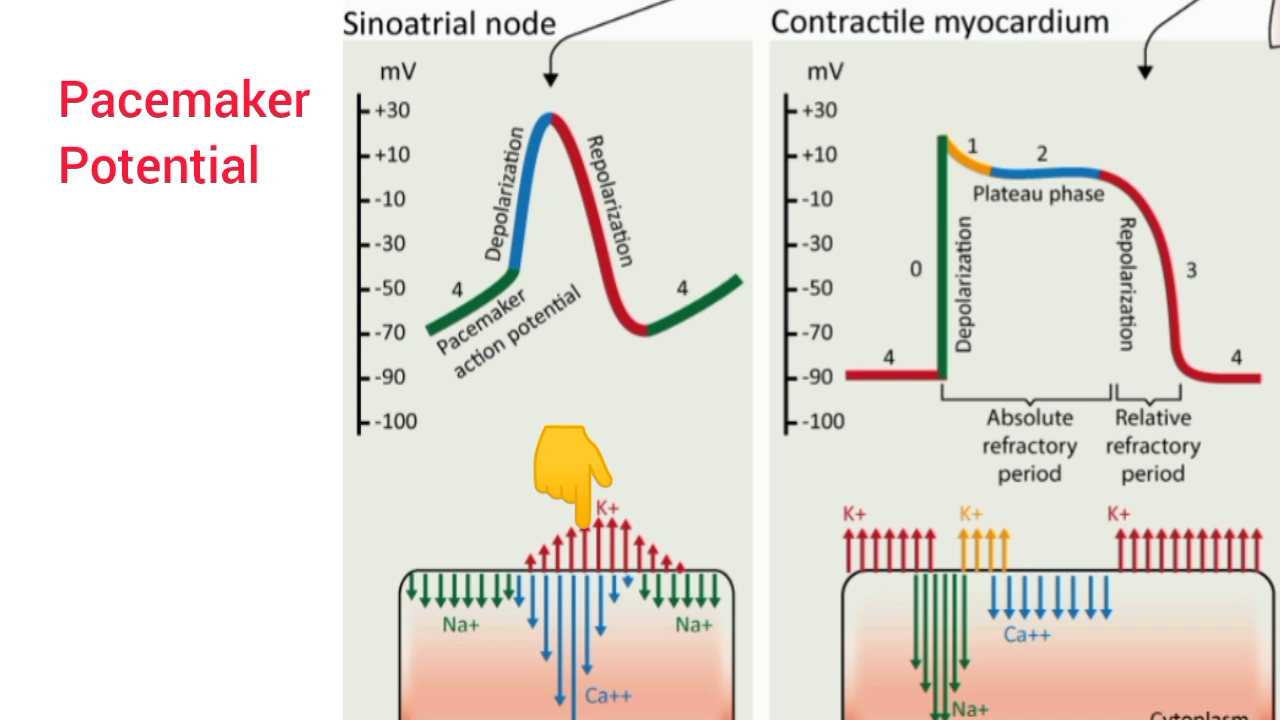 Pacemaker
Potential
Sinoatrial node
mV
+30
+10
-10
-30
-50
-70
-90
-100
Depolarization
Repolarization
4
Pacemaker
action potential
4
K+
Na+
Na+
Ca++
Contractile myocardium
mV
+30
+10
-10
-30
-50
-70
-90
-100
1
2
Plateau phase
0
Depolarization
Repolarization
3
4
4
Absolute
refractory
period
Relative
refractory
period
K+
K+
K+
Ca++
Na+
Cytoplasm